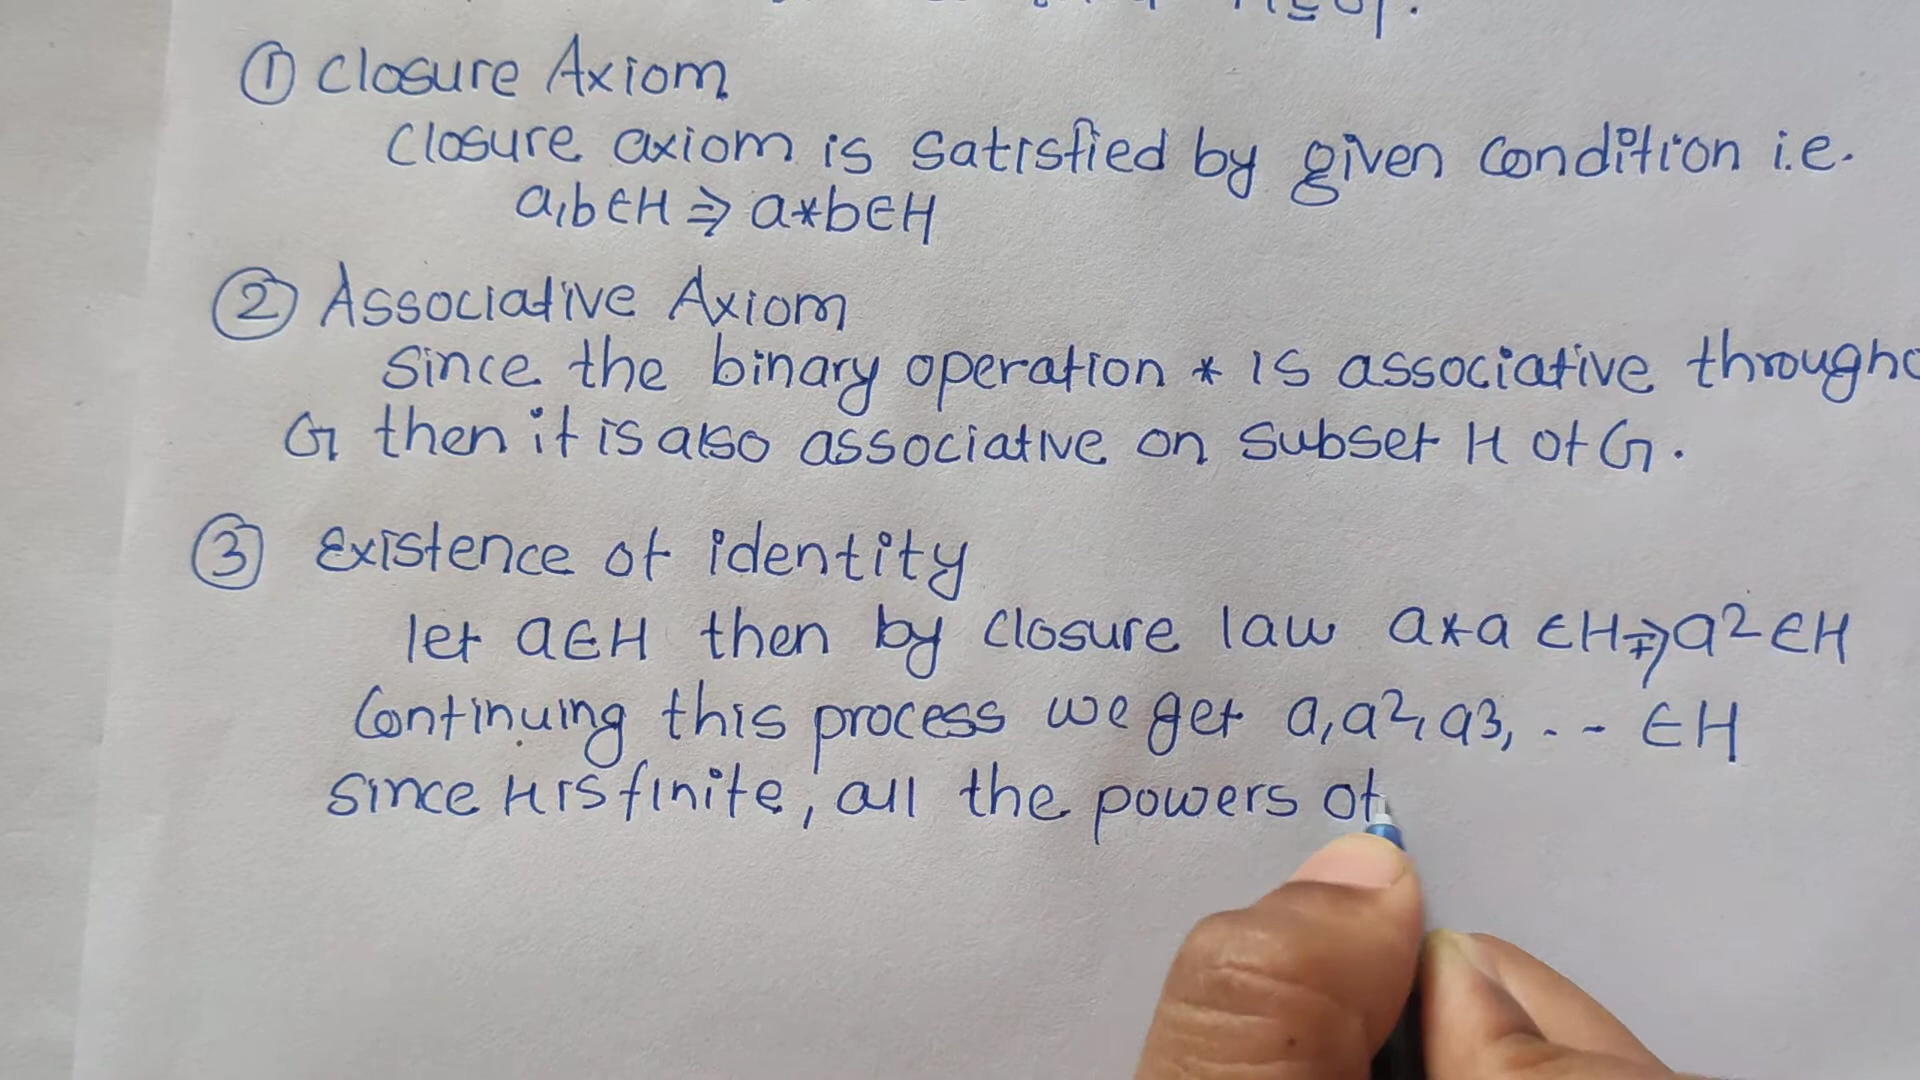 ① Closure Axiom
Closure axiom is satisfied by given condition i.e.
a,b∈H ⇒ a*b∈H
② Associative Axiom
Since the binary operation * is associative througho
G then it is also associative on subset H of G.
③ Existence of identity
let a∈H then by closure law a*a ∈H⇒a² ∈H
Continuing this process we get a, a², a3, .-- ∈H
since H is finite, all the powers of